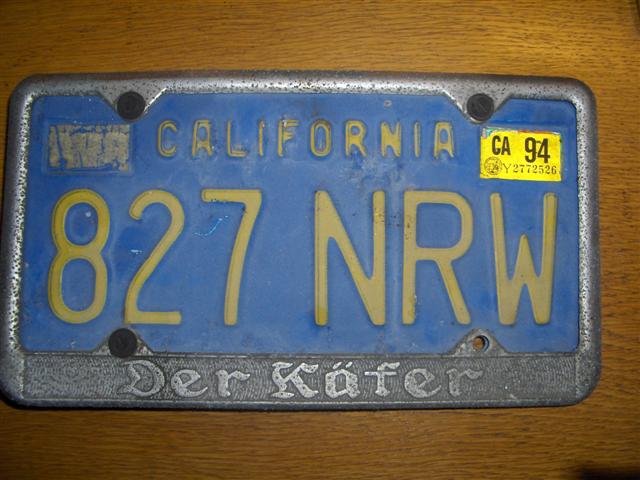 CALIFORNIA
CA 94
Y2772526
827 NRW
Der Käfer